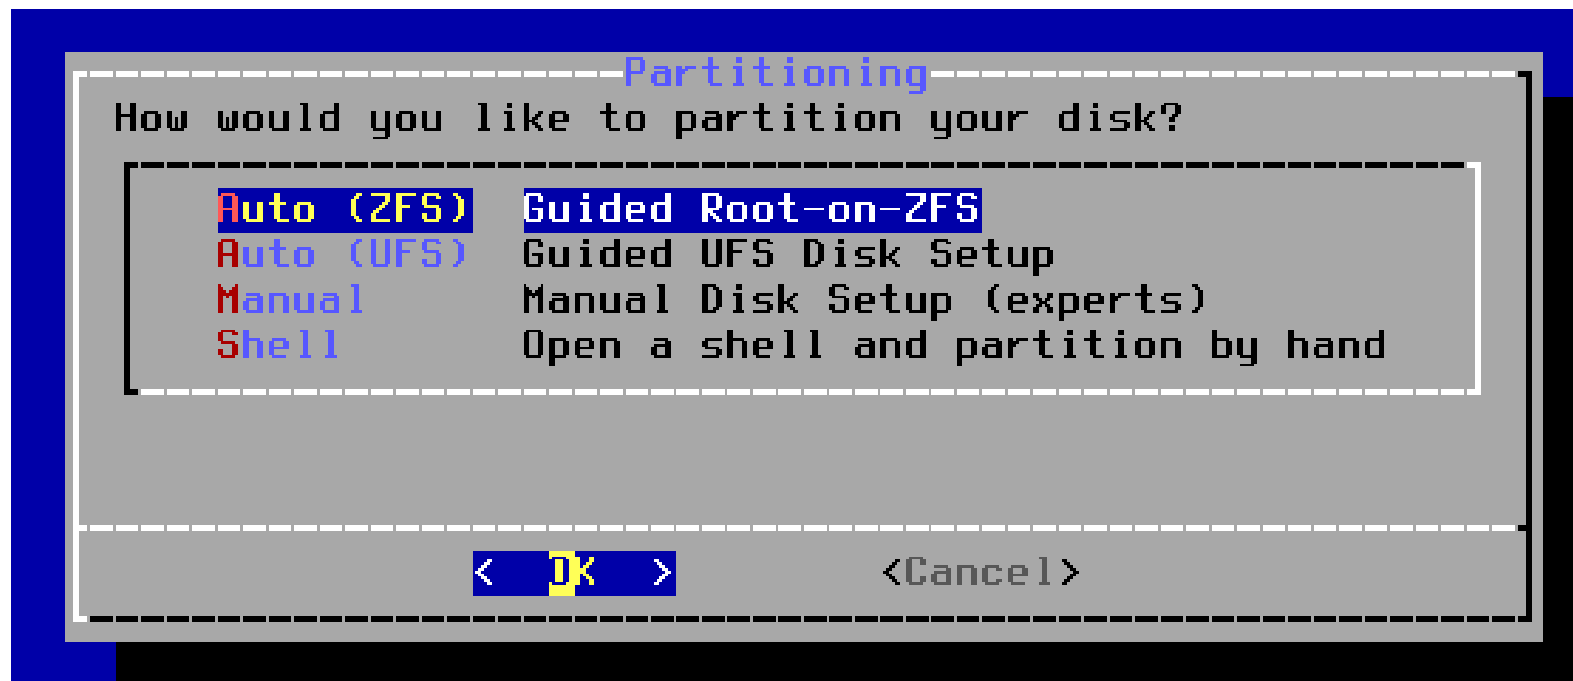 Partitioning
How would you like to partition your disk?
Auto (ZFS) Guided Root-on-ZFS
Auto (UFS) Guided UFS Disk Setup
Manual Manual Disk Setup (experts)
Shell Open a shell and partition by hand
< OK > <Cancel>